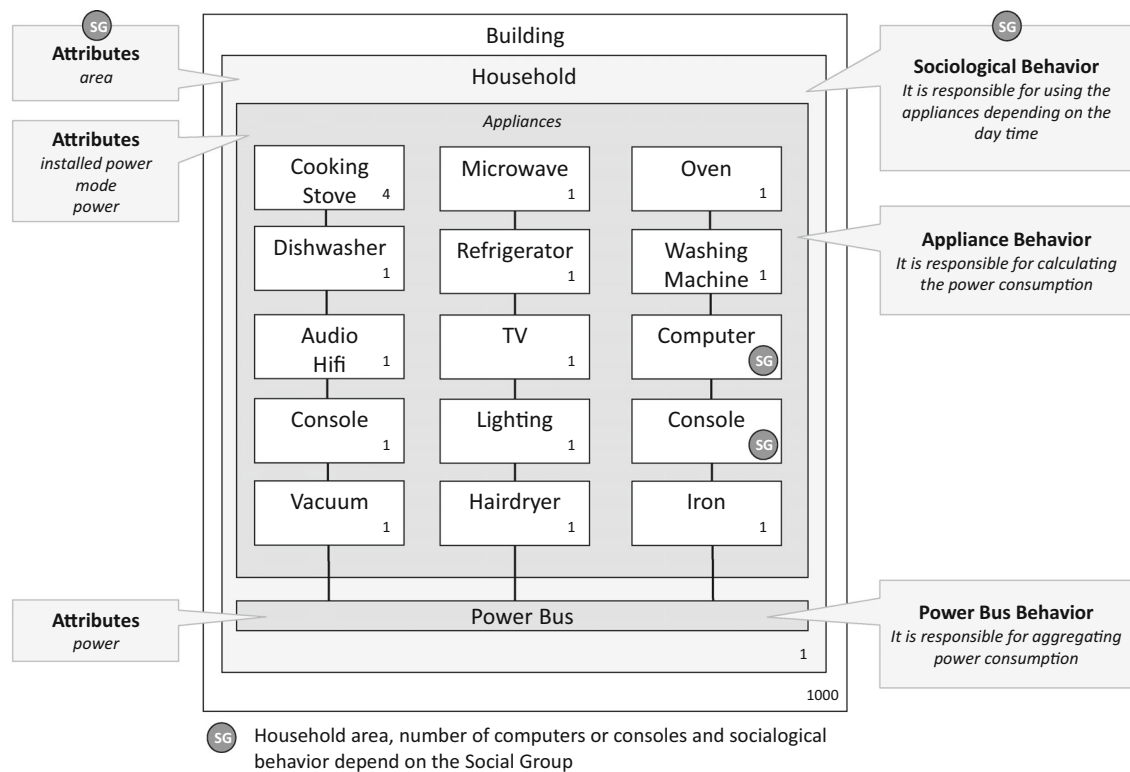 SG
Attributes
area
Attributes
installed power
mode
power
Attributes
power
Building
Household
Appliances
Cooking
Stove 4
Microwave
1
Oven
1
Dishwasher
1
Refrigerator
1
Washing
Machine 1
Audio
Hifi 1
TV
1
Computer
SG
Console
1
Lighting
1
Console
SG
Vacuum
1
Hairdryer
1
Iron
1
Power Bus
1
1000
SG
Sociological Behavior
It is responsible for using the
appliances depending on the
day time
Appliance Behavior
It is responsible for calculating
the power consumption
Power Bus Behavior
It is responsible for aggregating
power consumption
SG Household area, number of computers or consoles and socialogical
behavior depend on the Social Group